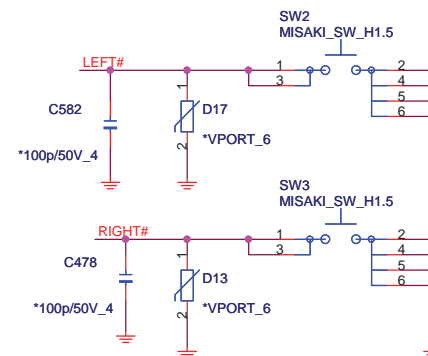 SW2
MISAKI_SW_H1.5
LEFT#
1
2
3
4
5
6
C582
1
D17
*100p/50V_4
2
*VPORT_6
SW3
MISAKI_SW_H1.5
RIGHT#
1
2
3
4
5
6
C478
1
D13
*100p/50V_4
2
*VPORT_6